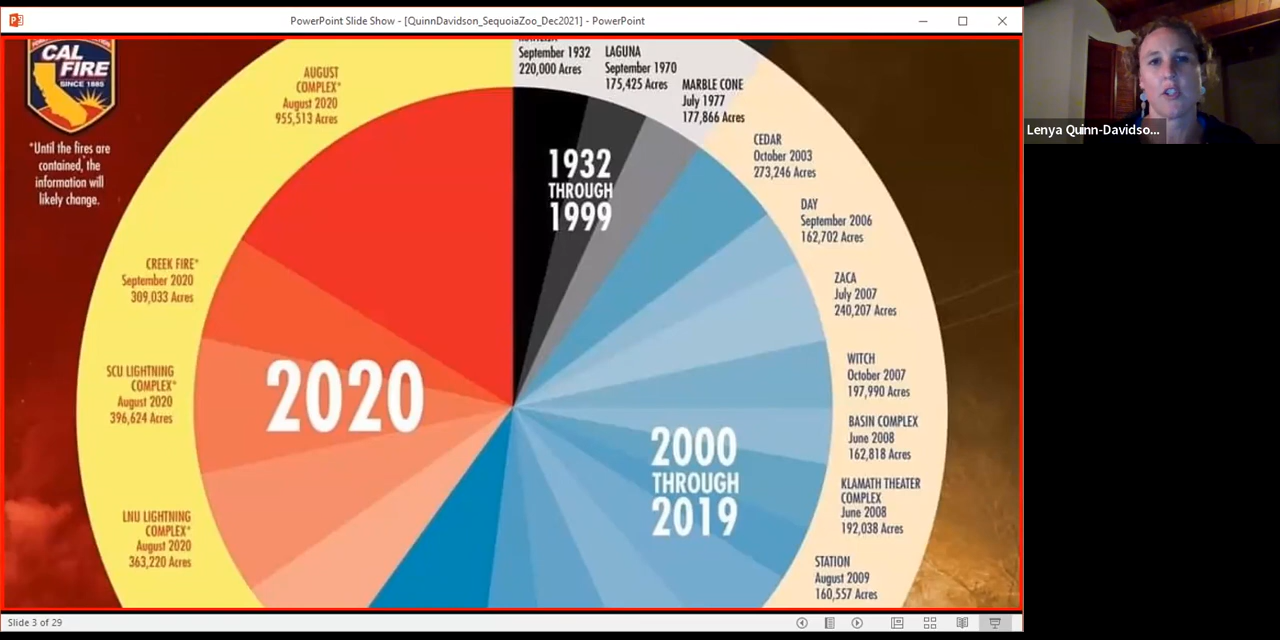 PowerPoint Slide Show - [QuinnDavidson_SequoiaZoo_Dec2021] - PowerPoint
CAL
FIRE
SINCE 1885
*Until the fires are
contained, the
information will
likely change.
AUGUST
COMPLEX*
August 2020
955,513 Acres
CREEK FIRE*
September 2020
309,033 Acres
SCU LIGHTNING
COMPLEX*
August 2020
396,624 Acres
LNU LIGHTNING
COMPLEX*
August 2020
363,220 Acres
2020
September 1932
220,000 Acres
LAGUNA
September 1970
175,425 Acres
MARBLE CONE
July 1977
177,866 Acres
1932
THROUGH
1999
CEDAR
October 2003
273,246 Acres
DAY
September 2006
162,702 Acres
ZACA
July 2007
240,207 Acres
WITCH
October 2007
197,990 Acres
BASIN COMPLEX
June 2008
162,818 Acres
KLAMATH THEATER
COMPLEX
June 2008
192,038 Acres
STATION
August 2009
160,557 Acres
2000
THROUGH
2019
Lenya Quinn-Davidso...
Slide 3 of 29